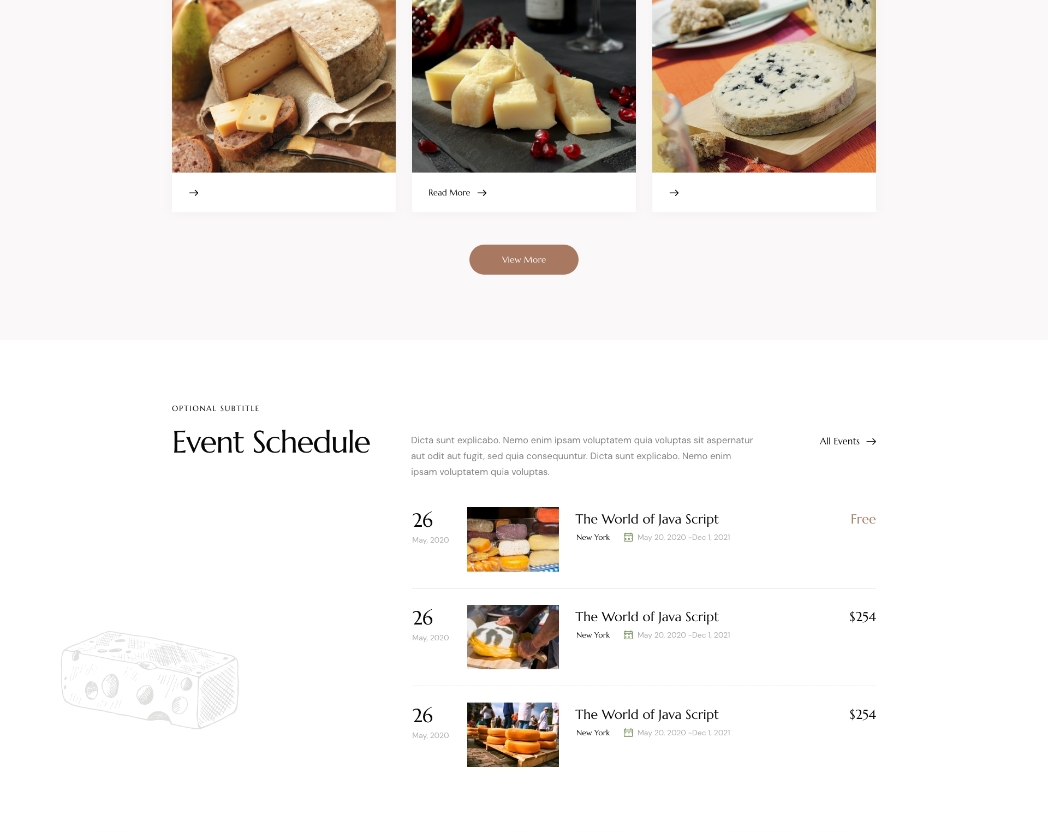 Read More
View More
OPTIONAL SUBTITLE
Event Schedule
Dicta sunt explicabo. Nemo enim ipsam voluptatem quia voluptas sit aspernatur
aut odit aut fugit, sed quia consequuntur. Dicta sunt explicabo. Nemo enim
ipsam voluptatem quia voluptas.
All Events
26
May, 2020
The World of Java Script
New York May 20, 2020 -Dec 1, 2021
Free
26
May, 2020
The World of Java Script
New York May 20, 2020 -Dec 1, 2021
$254
26
May, 2020
The World of Java Script
New York May 20, 2020 -Dec 1, 2021
$254